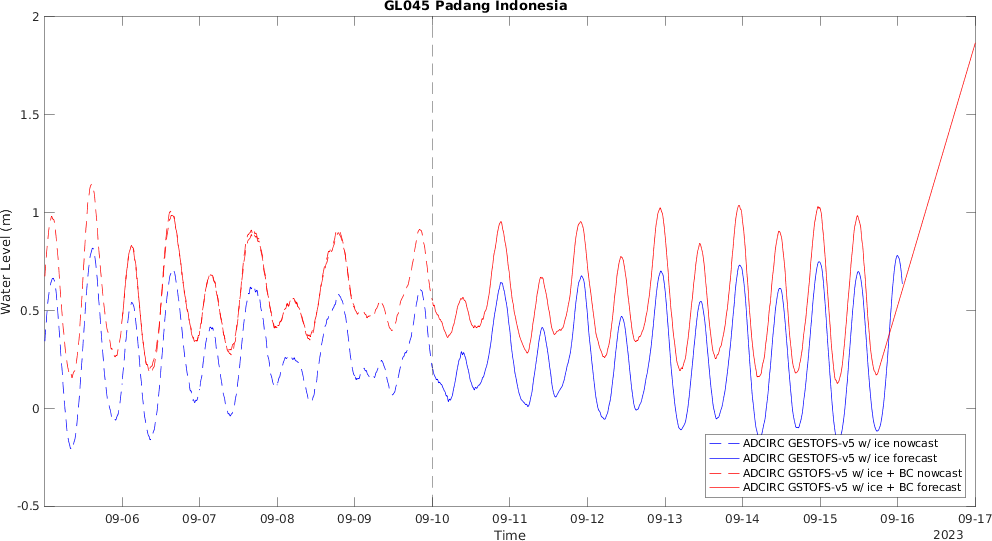 GL045 Padang Indonesia
2
1.5
1
0.5
0
-0.5
Water Level (m)
ADCIRC GESTOFS-v5 w/ ice nowcast
ADCIRC GESTOFS-v5 w/ ice forecast
ADCIRC GSTOFS-v5 w/ ice + BC nowcast
ADCIRC GSTOFS-v5 w/ ice + BC forecast
09-06 09-07 09-08 09-09 09-10 09-11 09-12 09-13 09-14 09-15 09-16 09-17
Time
2023